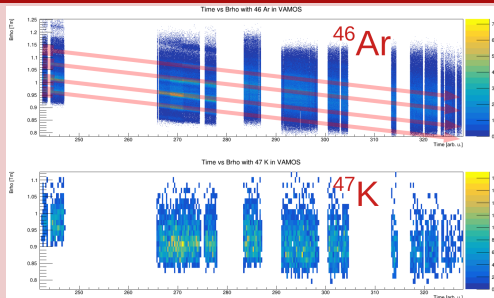 Time vs Brho with 46 Ar in VAMOS
Brho [Tm]
46Ar
1.25
1.2
1.15
1.1
1.05
1
0.95
0.9
0.85
0.8
250 260 270 280 290 300 310 320
Time [arb. u.]
Time vs Brho with 47 K in VAMOS
Brho [Tm]
47K
1.1
1.05
1
0.95
0.9
0.85
0.8
250 260 270 280 290 300 310 320